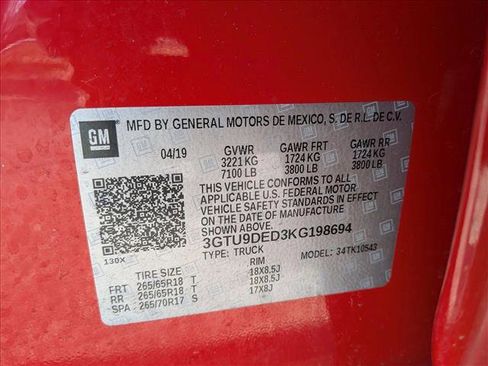 GM
MFD BY GENERAL MOTORS DE MEXICO, S. DE R.L. DE C.V.
04/19 GVWR GAWR FRT GAWR RR
3221 KG 1724 KG 1724 KG
7100 LB 3800 LB 3800 LB
THIS VEHICLE CONFORMS TO ALL
APPLICABLE U.S. FEDERAL MOTOR
VEHICLE SAFETY STANDARDS IN
EFFECT ON THE DATE OF MANUFACTURE
SHOWN ABOVE.
3GTU9DED3KG198694
130X TYPE: TRUCK MODEL: 34TK10543
TIRE SIZE RIM
FRT 265/65R18 T 18X8.5J
RR 265/65R18 T 18X8.5J
SPA 265/70R17 S 17X8J